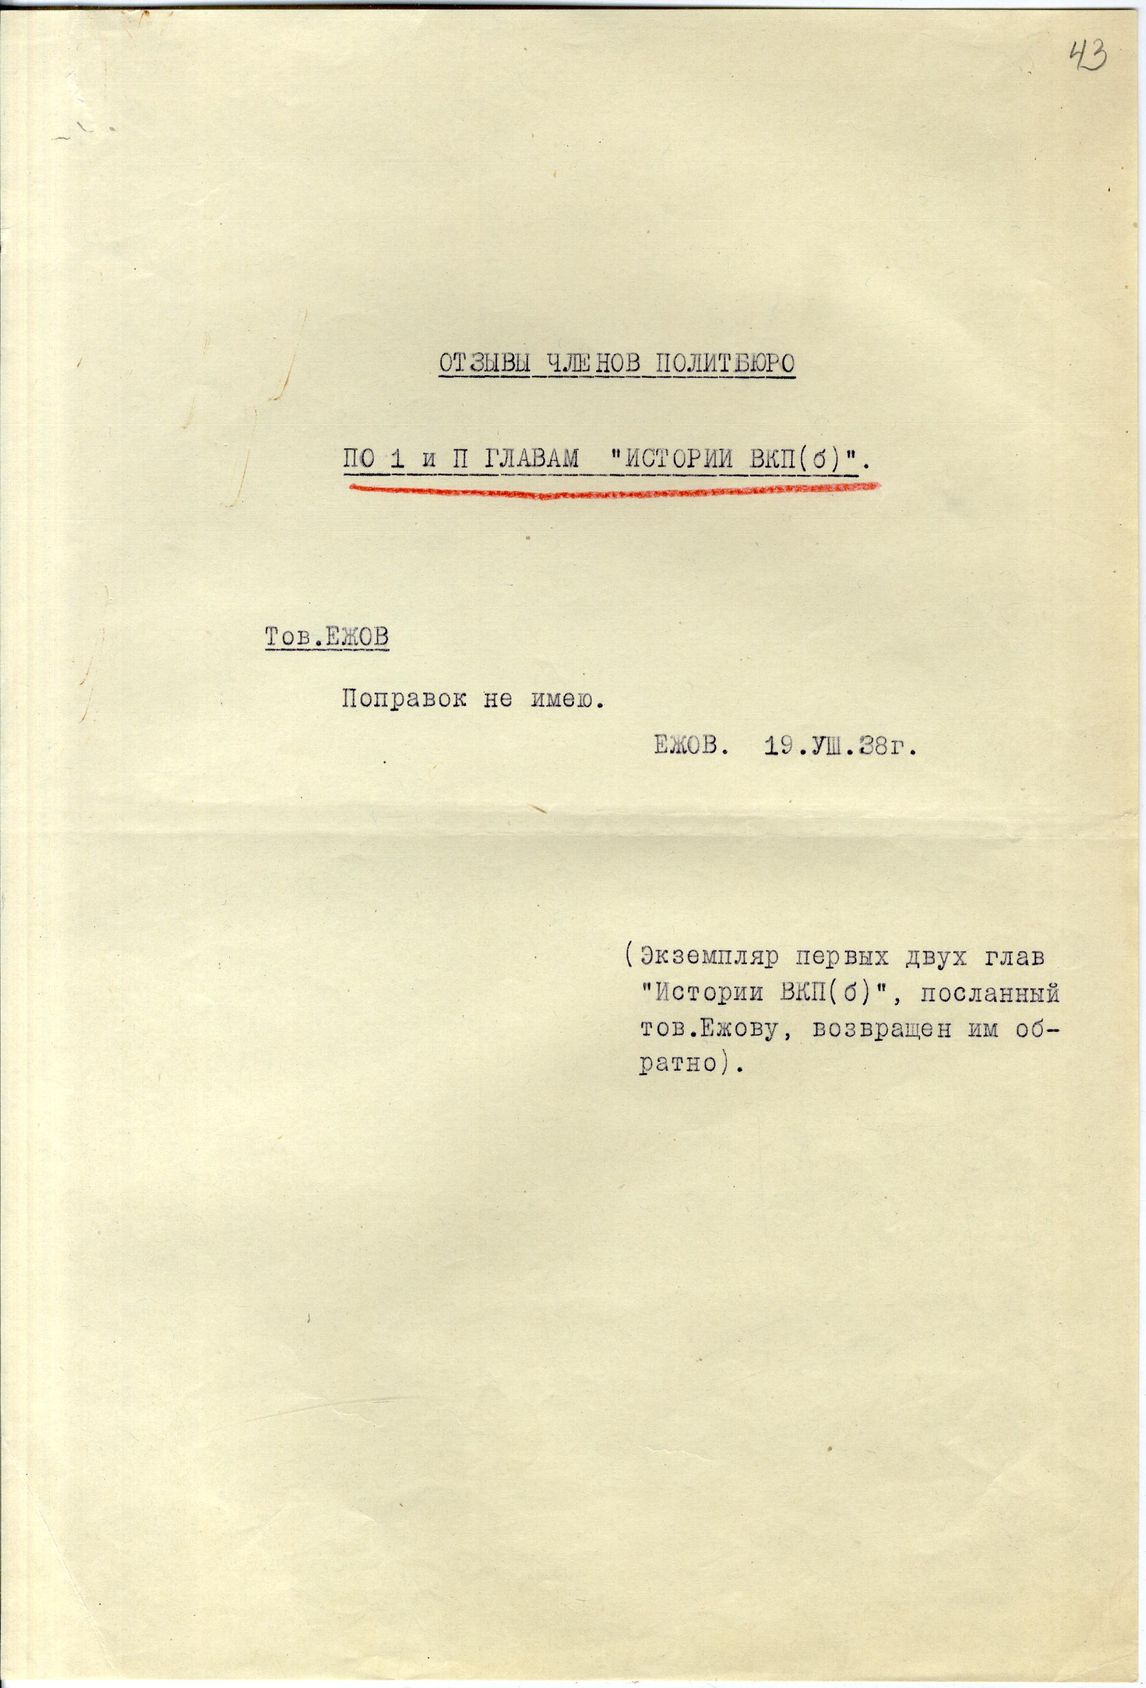 43
ОТЗЫВЫ ЧЛЕНОВ ПОЛИТБЮРО
ПО 1 и П ГЛАВАМ "ИСТОРИИ ВКП(б)".
Тов.ЕЖОВ
Поправок не имею.
ЕЖОВ. 19.УШ.38г.
(Экземпляр первых двух глав
"Истории ВКП(б)", посланный
тов.Ежову, возвращен им об-
ратно).